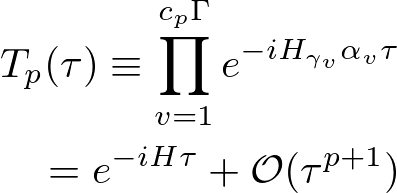 $T_p(\tau) \equiv \prod_{v=1}^{c_p \Gamma} e^{-iH_{\gamma_v} \alpha_v \tau}$
$= e^{-iH\tau} + \mathcal{O}(\tau^{p+1})$